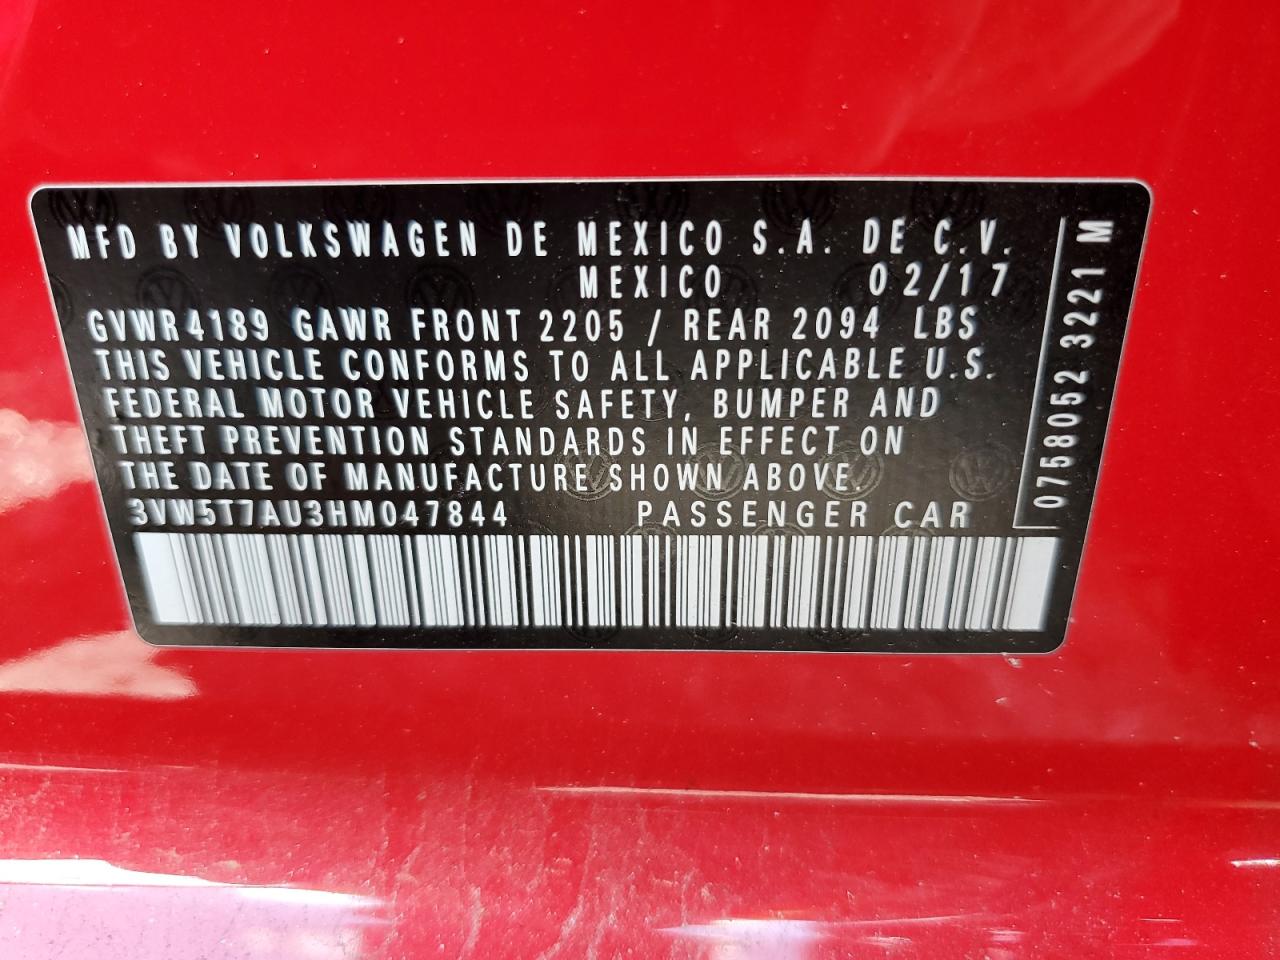 MFD BY VOLKSWAGEN DE MEXICO S.A. DE C.V.
MEXICO 02/17
GVWR 4189 GAWR FRONT 2205 / REAR 2094 LBS
THIS VEHICLE CONFORMS TO ALL APPLICABLE U.S.
FEDERAL MOTOR VEHICLE SAFETY, BUMPER AND
THEFT PREVENTION STANDARDS IN EFFECT ON
THE DATE OF MANUFACTURE SHOWN ABOVE.
3VW5T7AU3HM047844 PASSENGER CAR
0758052 3221 M